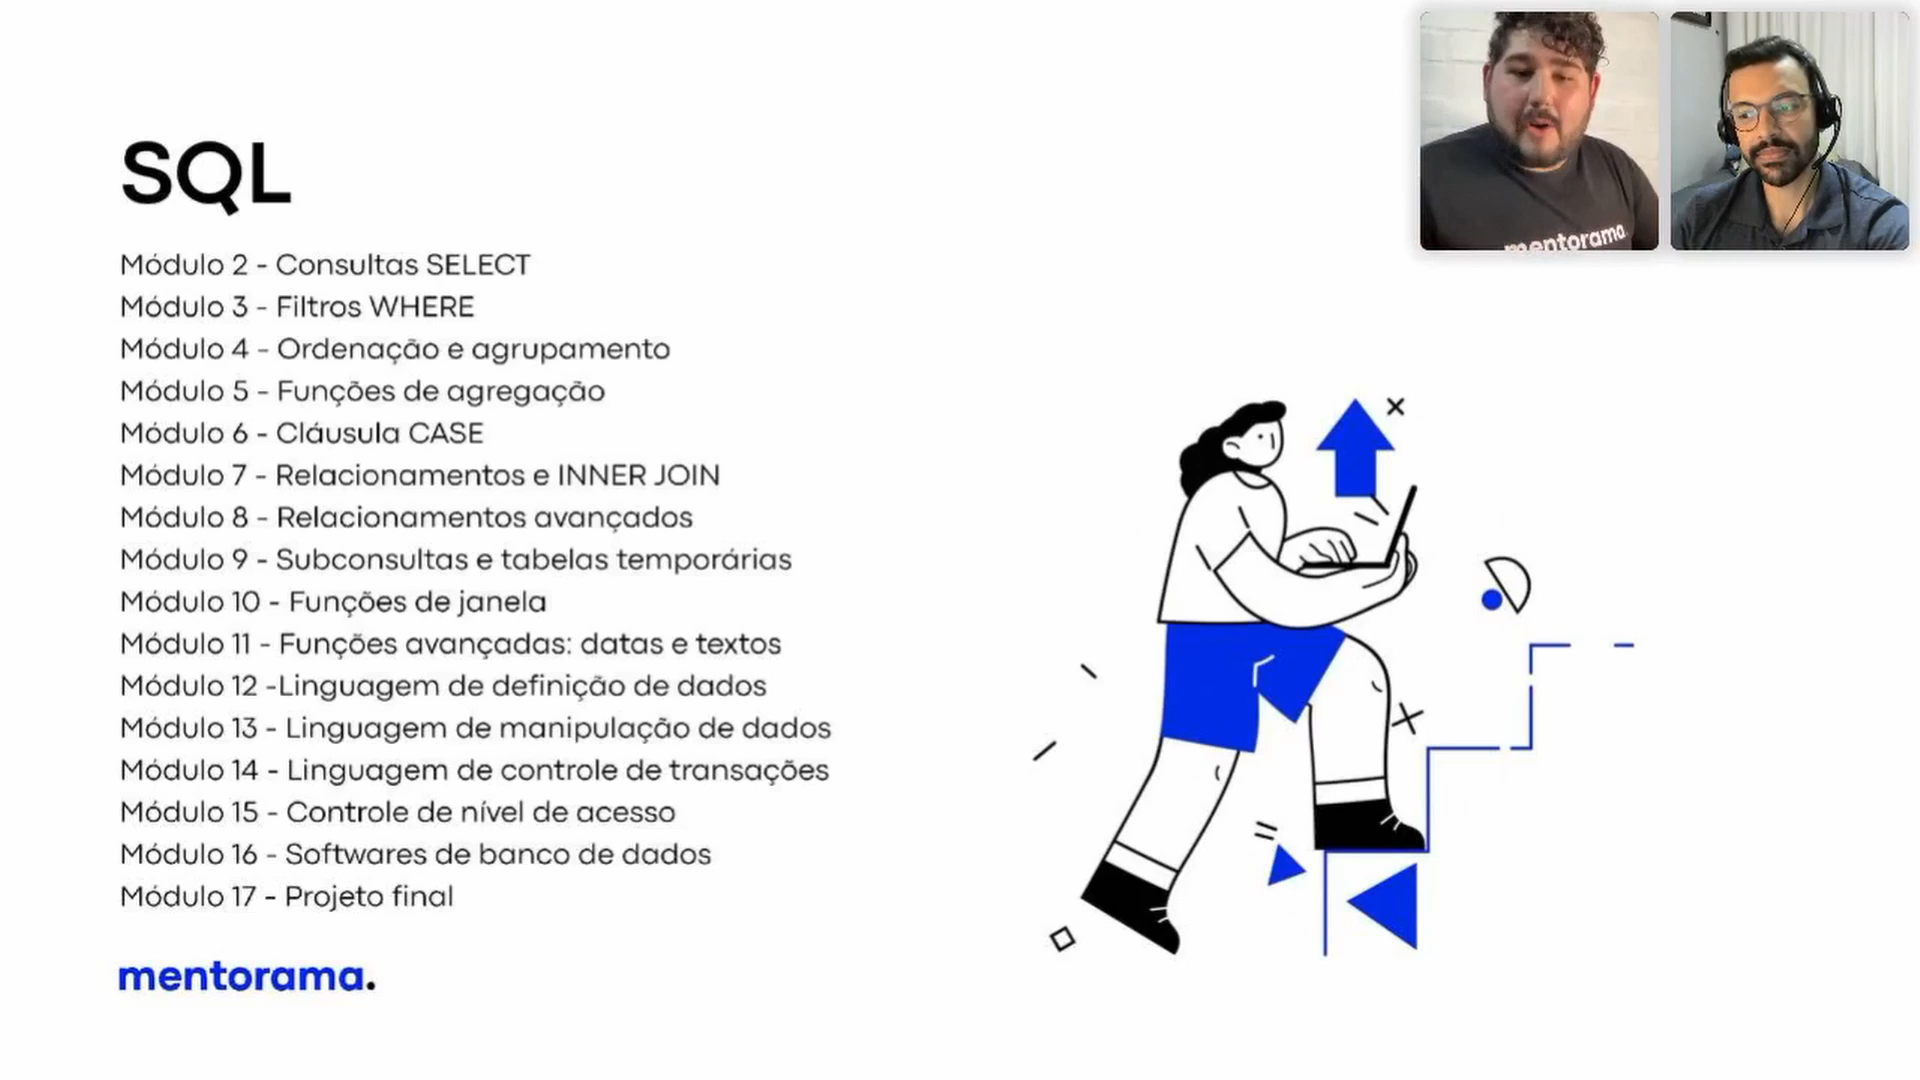 SQL
Módulo 2 - Consultas SELECT
Módulo 3 - Filtros WHERE
Módulo 4 - Ordenação e agrupamento
Módulo 5 - Funções de agregação
Módulo 6 - Cláusula CASE
Módulo 7 - Relacionamentos e INNER JOIN
Módulo 8 - Relacionamentos avançados
Módulo 9 - Subconsultas e tabelas temporárias
Módulo 10 - Funções de janela
Módulo 11 - Funções avançadas: datas e textos
Módulo 12 -Linguagem de definição de dados
Módulo 13 - Linguagem de manipulação de dados
Módulo 14 - Linguagem de controle de transações
Módulo 15 - Controle de nível de acesso
Módulo 16 - Softwares de banco de dados
Módulo 17 - Projeto final
mentorama.
mentorama.